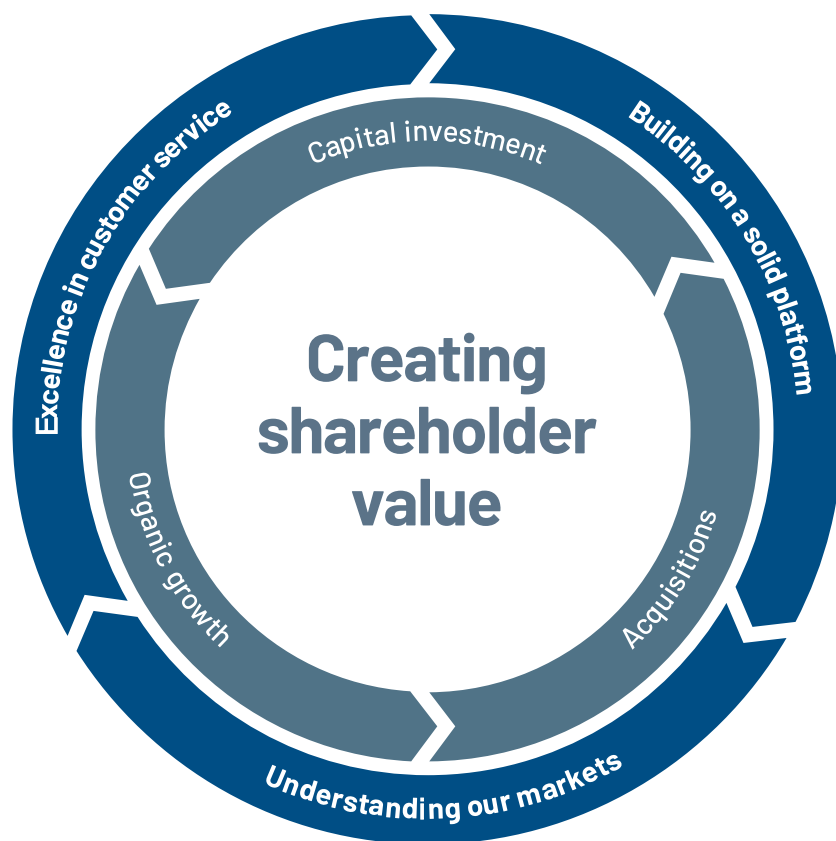 Excellence in customer service
Building on a solid platform
Capital investment
Creating
shareholder
value
Organic growth
Acquisitions
Understanding our markets